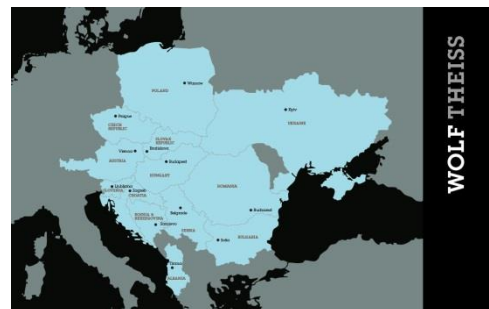 WOLF THEISS
Warsaw
POLAND
Kyiv
UKRAINE
Prague
CZECH
REPUBLIC
SLOVAK
REPUBLIC
Vienna
Bratislava
AUSTRIA
Budapest
HUNGARY
Ljubljana
SLOVENIA
Zagreb
CROATIA
ROMANIA
BOSNIA &
HERZEGOVINA
Belgrade
Bucharest
Sarajevo
SERBIA
Sofia
BULGARIA
Tirana
ALBANIA